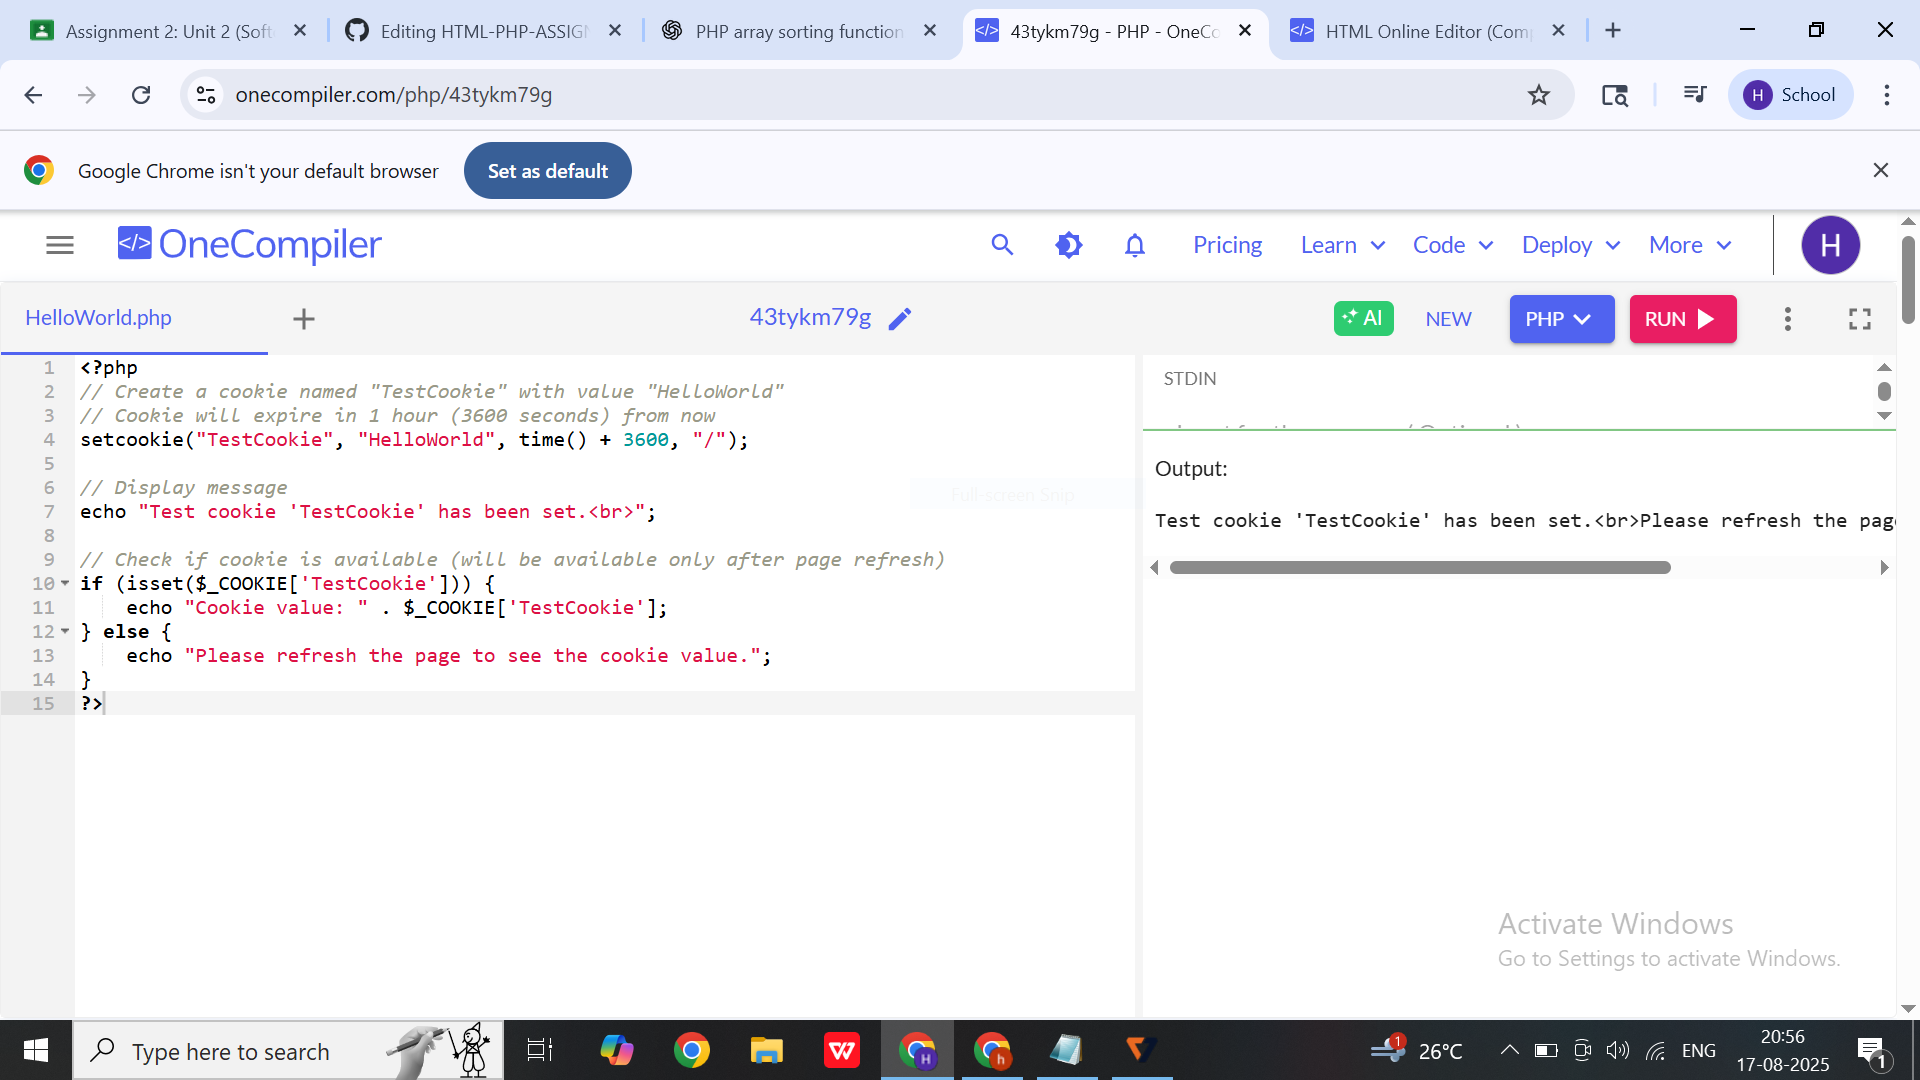 Assignment 2: Unit 2 (Soft
Editing HTML-PHP-ASSIGN
PHP array sorting function
43tykm79g - PHP - OneCo
HTML Online Editor (Comp
onecompiler.com/php/43tykm79g
H School
Google Chrome isn't your default browser
Set as default
</> OneCompiler
Pricing
Learn
Code
Deploy
More
H
HelloWorld.php
43tykm79g
AI
NEW
PHP
RUN
1 <?php
2 // Create a cookie named "TestCookie" with value "HelloWorld"
3 // Cookie will expire in 1 hour (3600 seconds) from now
4 setcookie("TestCookie", "HelloWorld", time() + 3600, "/");
5
6 // Display message
7 echo "Test cookie 'TestCookie' has been set.<br>";
8
9 // Check if cookie is available (will be available only after page refresh)
10 if (isset($_COOKIE['TestCookie'])) {
11 echo "Cookie value: " . $_COOKIE['TestCookie'];
12 } else {
13 echo "Please refresh the page to see the cookie value.";
14 }
15 ?>
Full-screen Snip
STDIN
Output:
Test cookie 'TestCookie' has been set.<br>Please refresh the pag
Activate Windows
Go to Settings to activate Windows.
Type here to search
W
H
h
1
26°C
ENG
20:56
17-08-2025
1